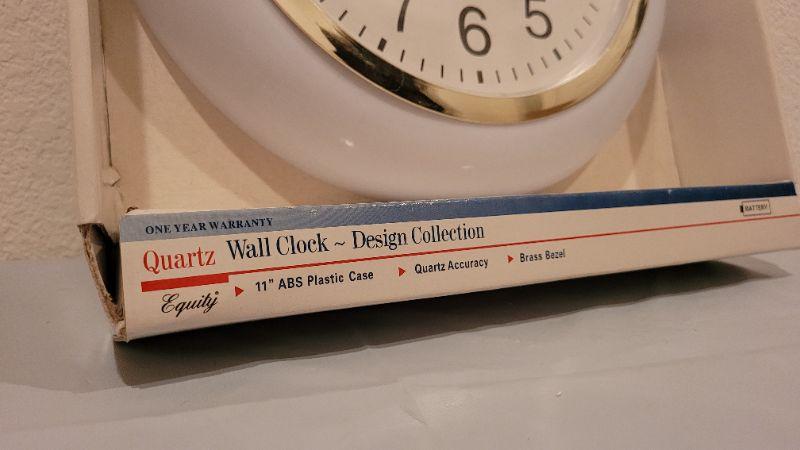 7 6 5
ONE YEAR WARRANTY
BATTERY
Quartz Wall Clock ~ Design Collection
Equity ▶ 11" ABS Plastic Case ▶ Quartz Accuracy ▶ Brass Bezel